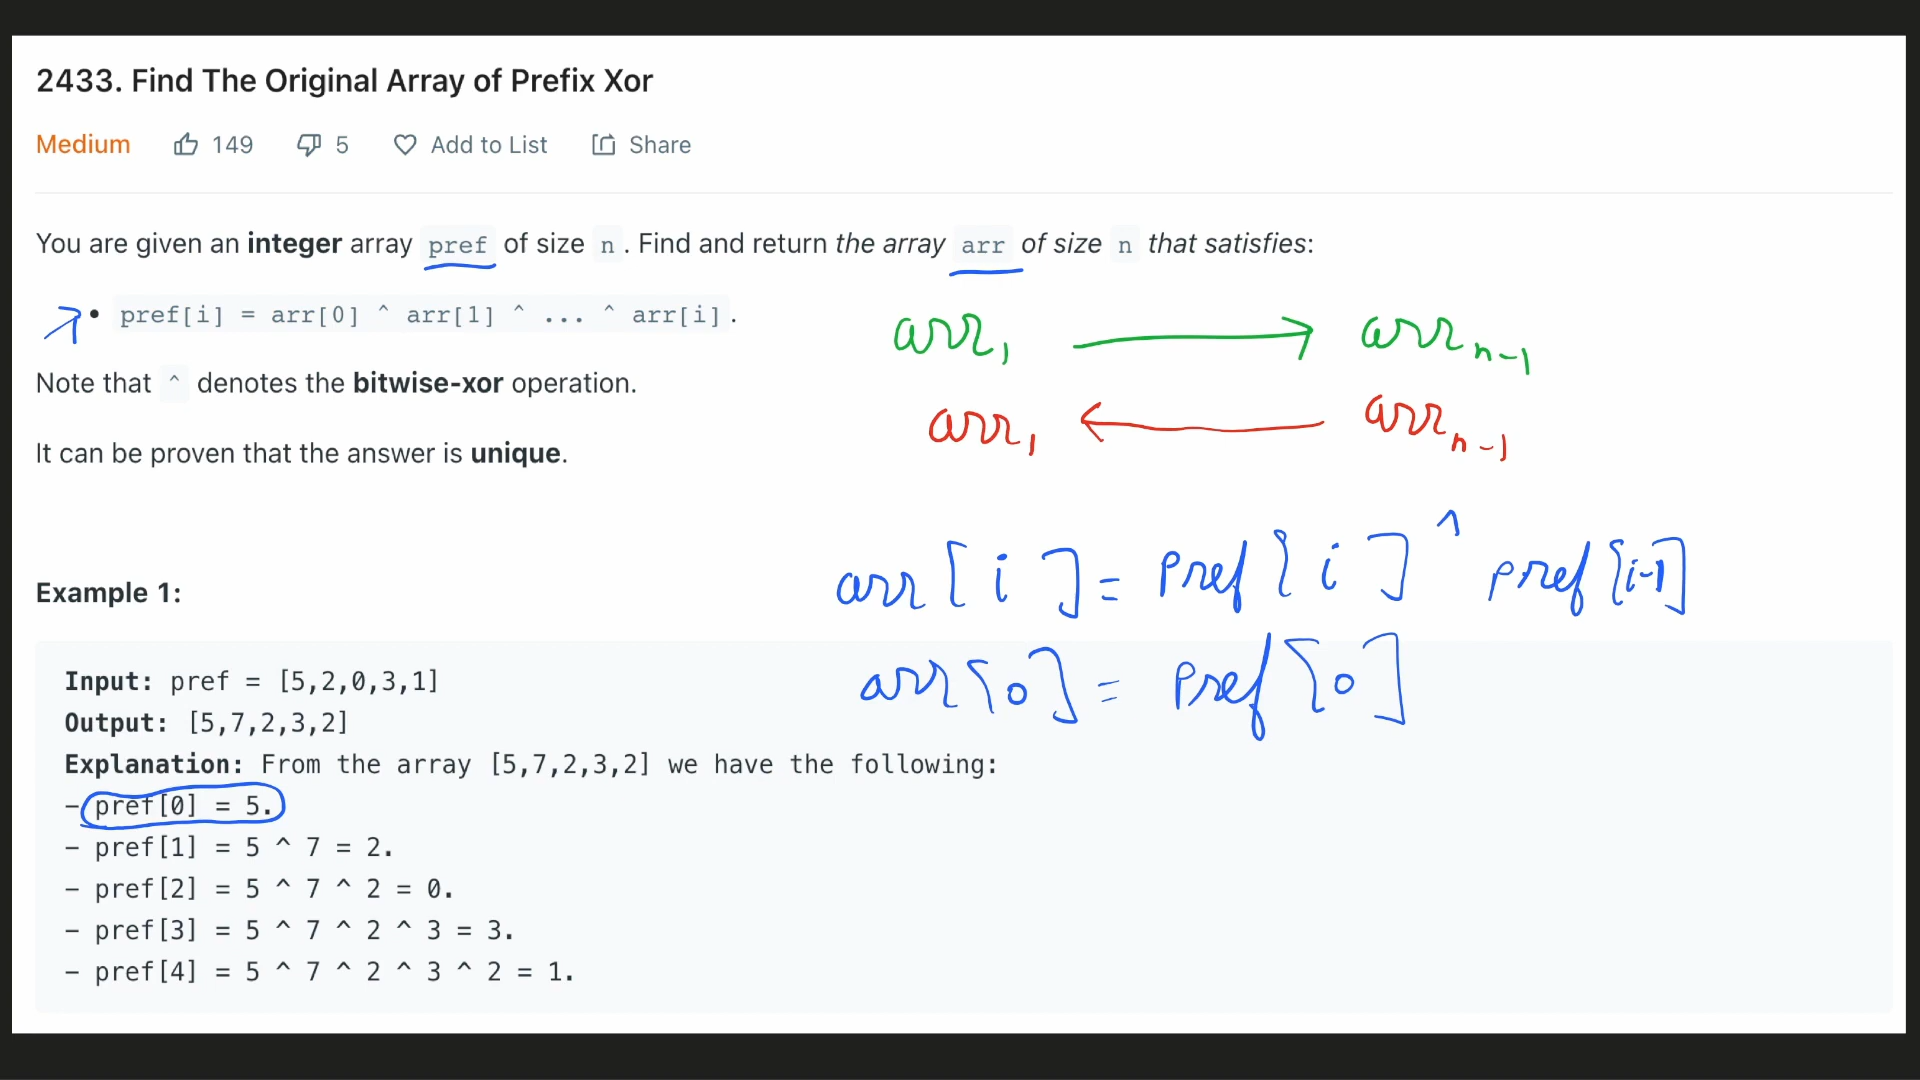 2433. Find The Original Array of Prefix Xor
Medium 149 5 Add to List Share
You are given an integer array pref of size n. Find and return the array arr of size n that satisfies:
• pref[i] = arr[0] ^ arr[1] ^ ... ^ arr[i].
arr1 → arrn-1
Note that ^ denotes the bitwise-xor operation.
arr1 ← arrn-1
It can be proven that the answer is unique.
arr[i] = pref[i] ^ pref[i-1]
Example 1:
arr[0] = pref[0]
Input: pref = [5,2,0,3,1]
Output: [5,7,2,3,2]
Explanation: From the array [5,7,2,3,2] we have the following:
- pref[0] = 5.
- pref[1] = 5 ^ 7 = 2.
- pref[2] = 5 ^ 7 ^ 2 = 0.
- pref[3] = 5 ^ 7 ^ 2 ^ 3 = 3.
- pref[4] = 5 ^ 7 ^ 2 ^ 3 ^ 2 = 1.